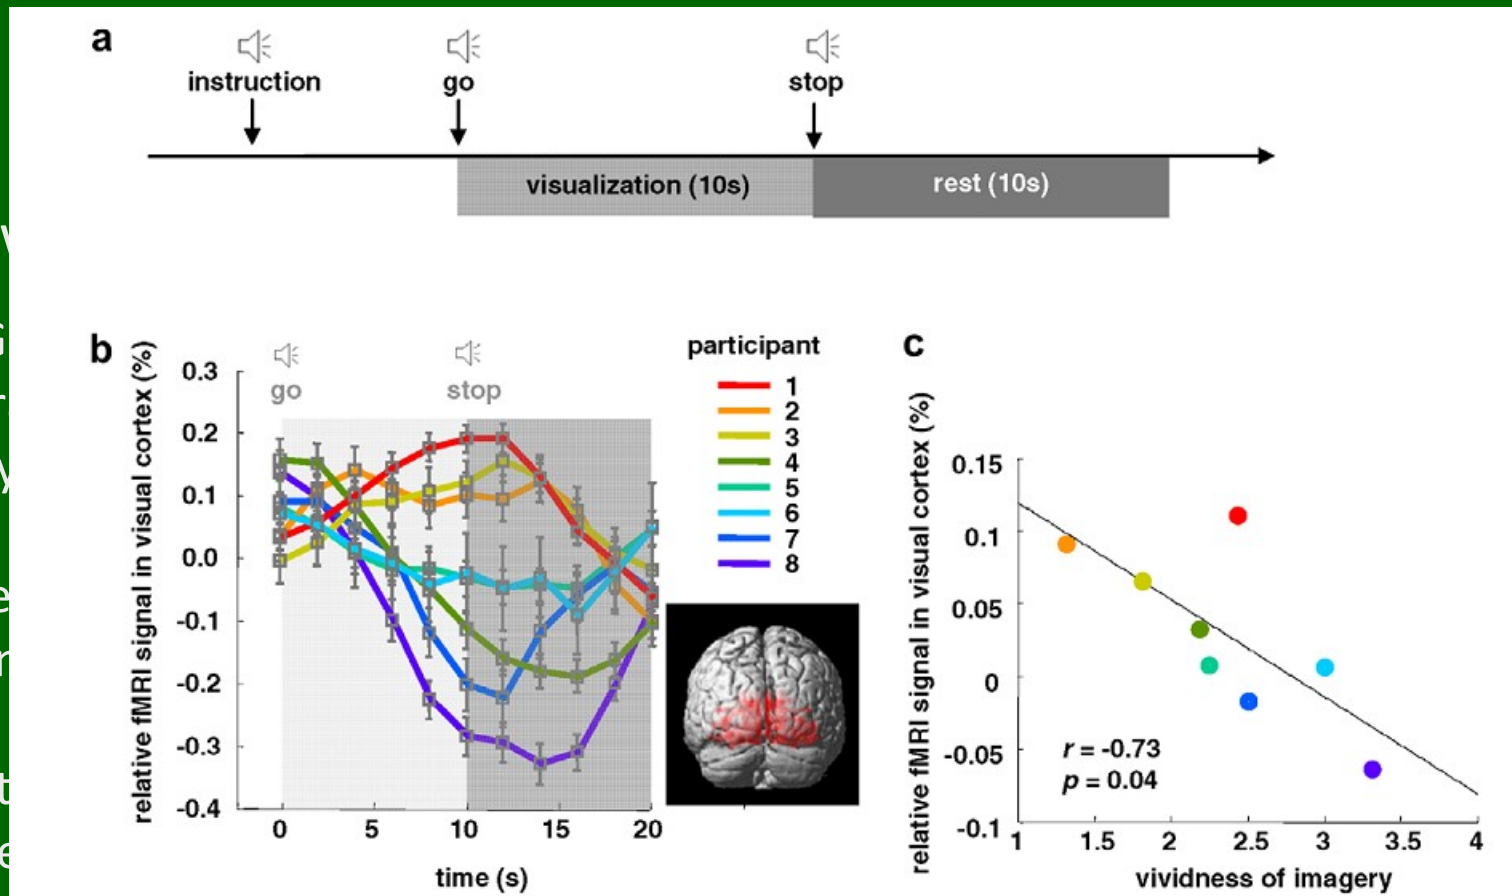 a
instruction
go
stop
visualization (10s)
rest (10s)
b
relative fMRI signal in visual cortex (%)
go
stop
0.3
0.2
0.1
0.0
-0.1
-0.2
-0.3
-0.4
0
5
10
15
20
time (s)
participant
1
2
3
4
5
6
7
8
c
relative fMRI signal in visual cortex (%)
0.15
0.1
0.05
0
-0.05
-0.1
r = -0.73
p = 0.04
1
1.5
2
2.5
3
3.5
4
vividness of imagery